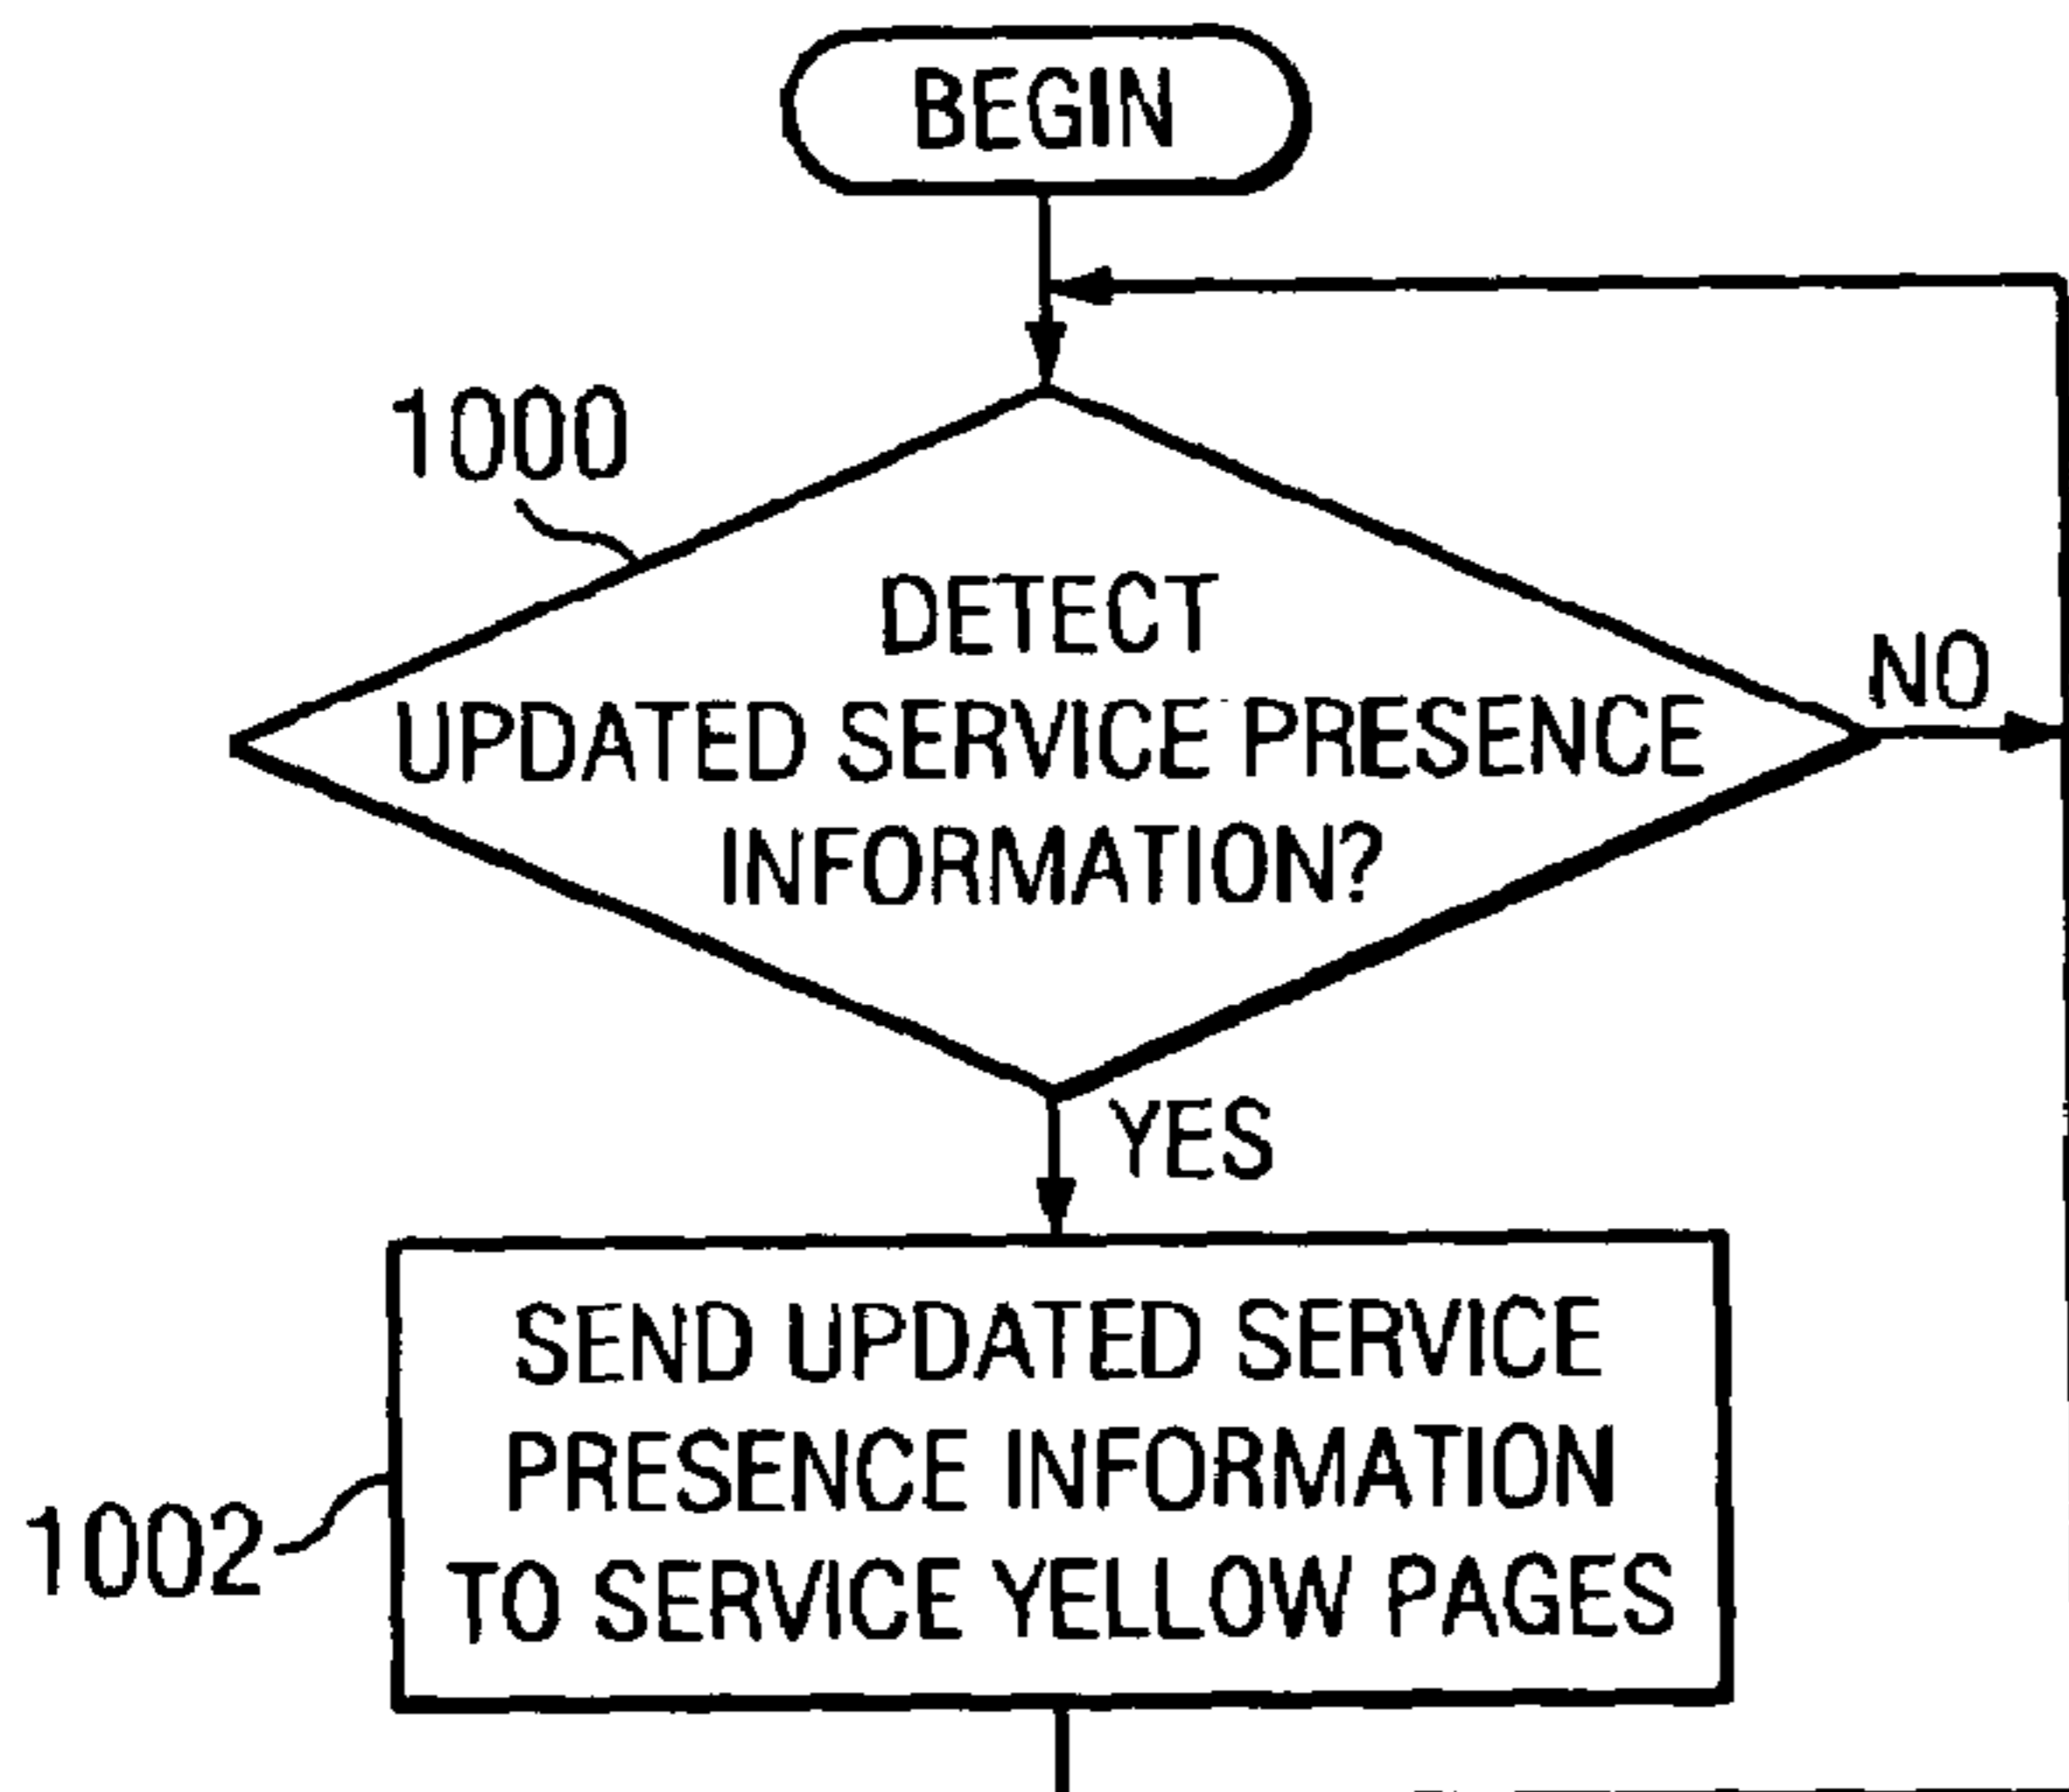 BEGIN
1000
DETECT
UPDATED SERVICE PRESENCE
INFORMATION?
NO
YES
SEND UPDATED SERVICE
PRESENCE INFORMATION
TO SERVICE YELLOW PAGES
1002